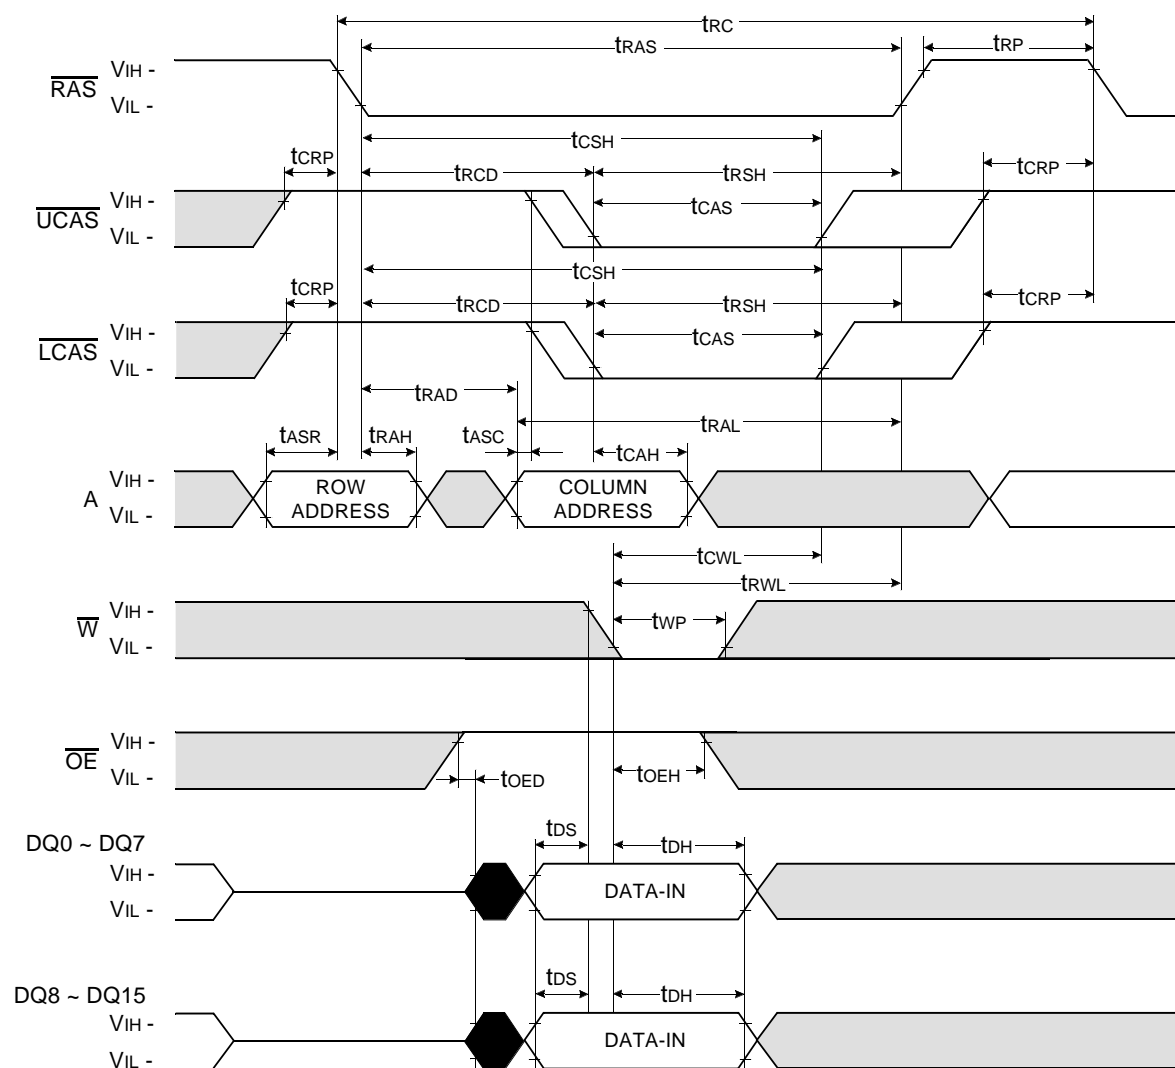 tRC
tRAS
tRP
RAS
VIH -
VIL -
tCSH
tCRP
tRCD
tRSH
tCRP
UCAS
VIH -
VIL -
tCAS
tCSH
tCRP
tRCD
tRSH
tCRP
LCAS
VIH -
VIL -
tCAS
tRAD
tRAL
tASR
tRAH
tASC
tCAH
A
VIH -
VIL -
ROW
ADDRESS
COLUMN
ADDRESS
tCWL
tRWL
W
VIH -
VIL -
tWP
OE
VIH -
VIL -
tOED
tOEH
DQ0 ~ DQ7
VIH -
VIL -
tDS
tDH
DATA-IN
DQ8 ~ DQ15
VIH -
VIL -
tDS
tDH
DATA-IN